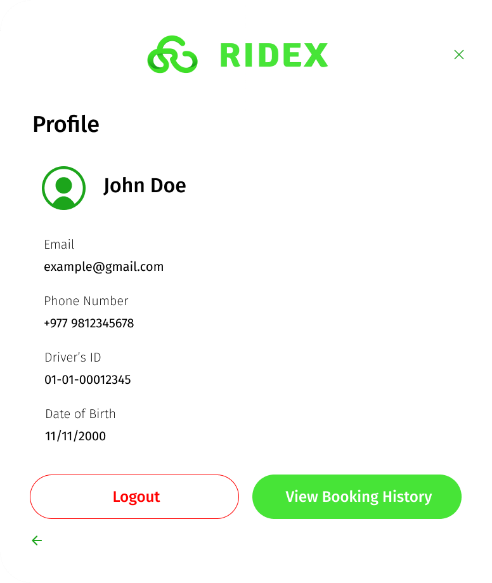 RIDEX
Profile
John Doe
Email
example@gmail.com
Phone Number
+977 9812345678
Driver's ID
01-01-00012345
Date of Birth
11/11/2000
Logout
View Booking History